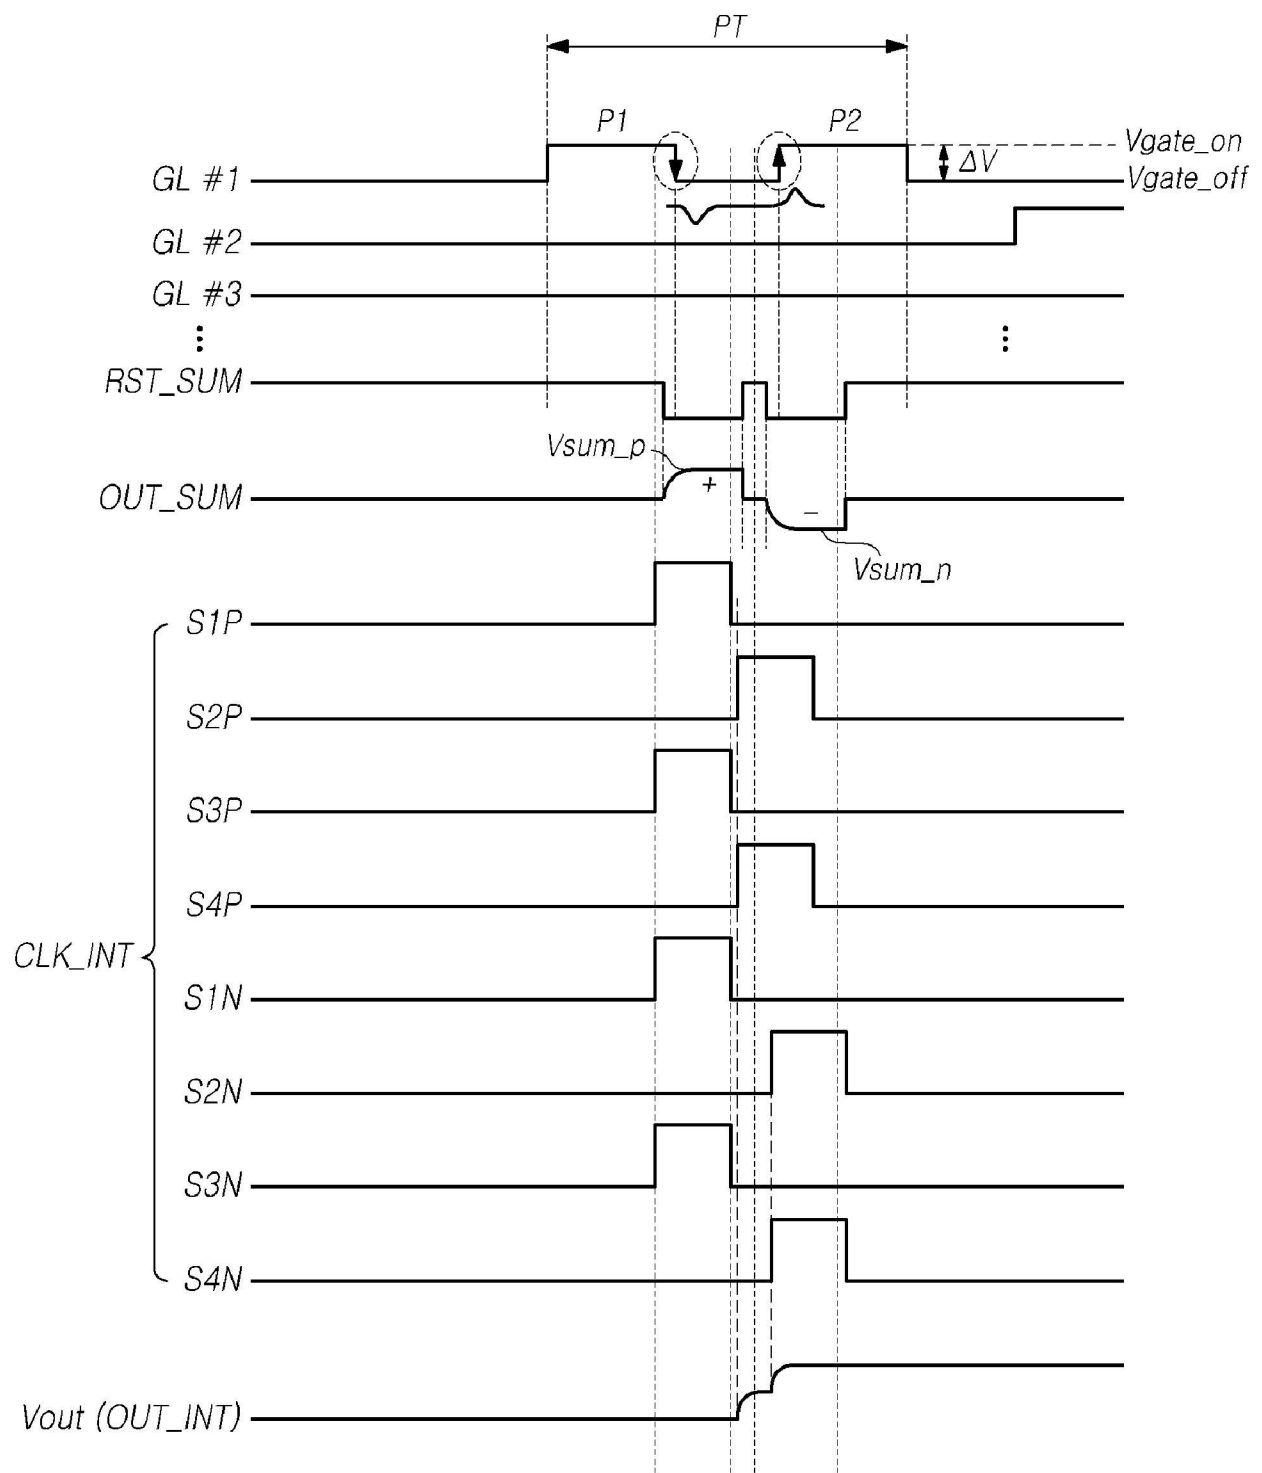 PT
P1
P2
Vgate_on
ΔV
GL #1
Vgate_off
GL #2
GL #3
RST_SUM
Vsum_p
+
OUT_SUM
−
Vsum_n
S1P
S2P
S3P
S4P
CLK_INT
S1N
S2N
S3N
S4N
Vout (OUT_INT)